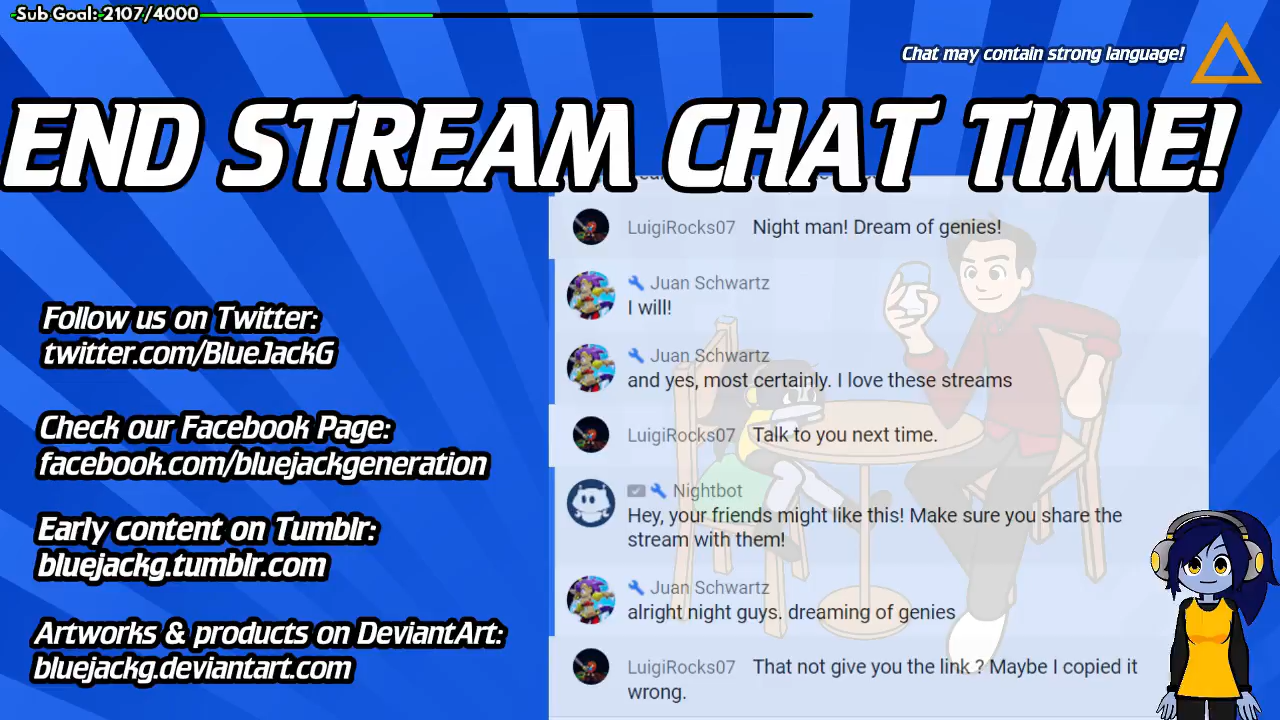 Sub Goal: 2107/4000
Chat may contain strong language!
END STREAM CHAT TIME!
Follow us on Twitter:
twitter.com/BlueJackG
Check our Facebook Page:
facebook.com/bluejackgeneration
Early content on Tumblr:
bluejackg.tumblr.com
Artworks & products on DeviantArt:
bluejackg.deviantart.com
LuigiRocks07 Night man! Dream of genies!
Juan Schwartz
I will!
Juan Schwartz
and yes, most certainly. I love these streams
LuigiRocks07 Talk to you next time.
Nightbot
Hey, your friends might like this! Make sure you share the
stream with them!
Juan Schwartz
alright night guys. dreaming of genies
LuigiRocks07 That not give you the link ? Maybe I copied it
wrong.